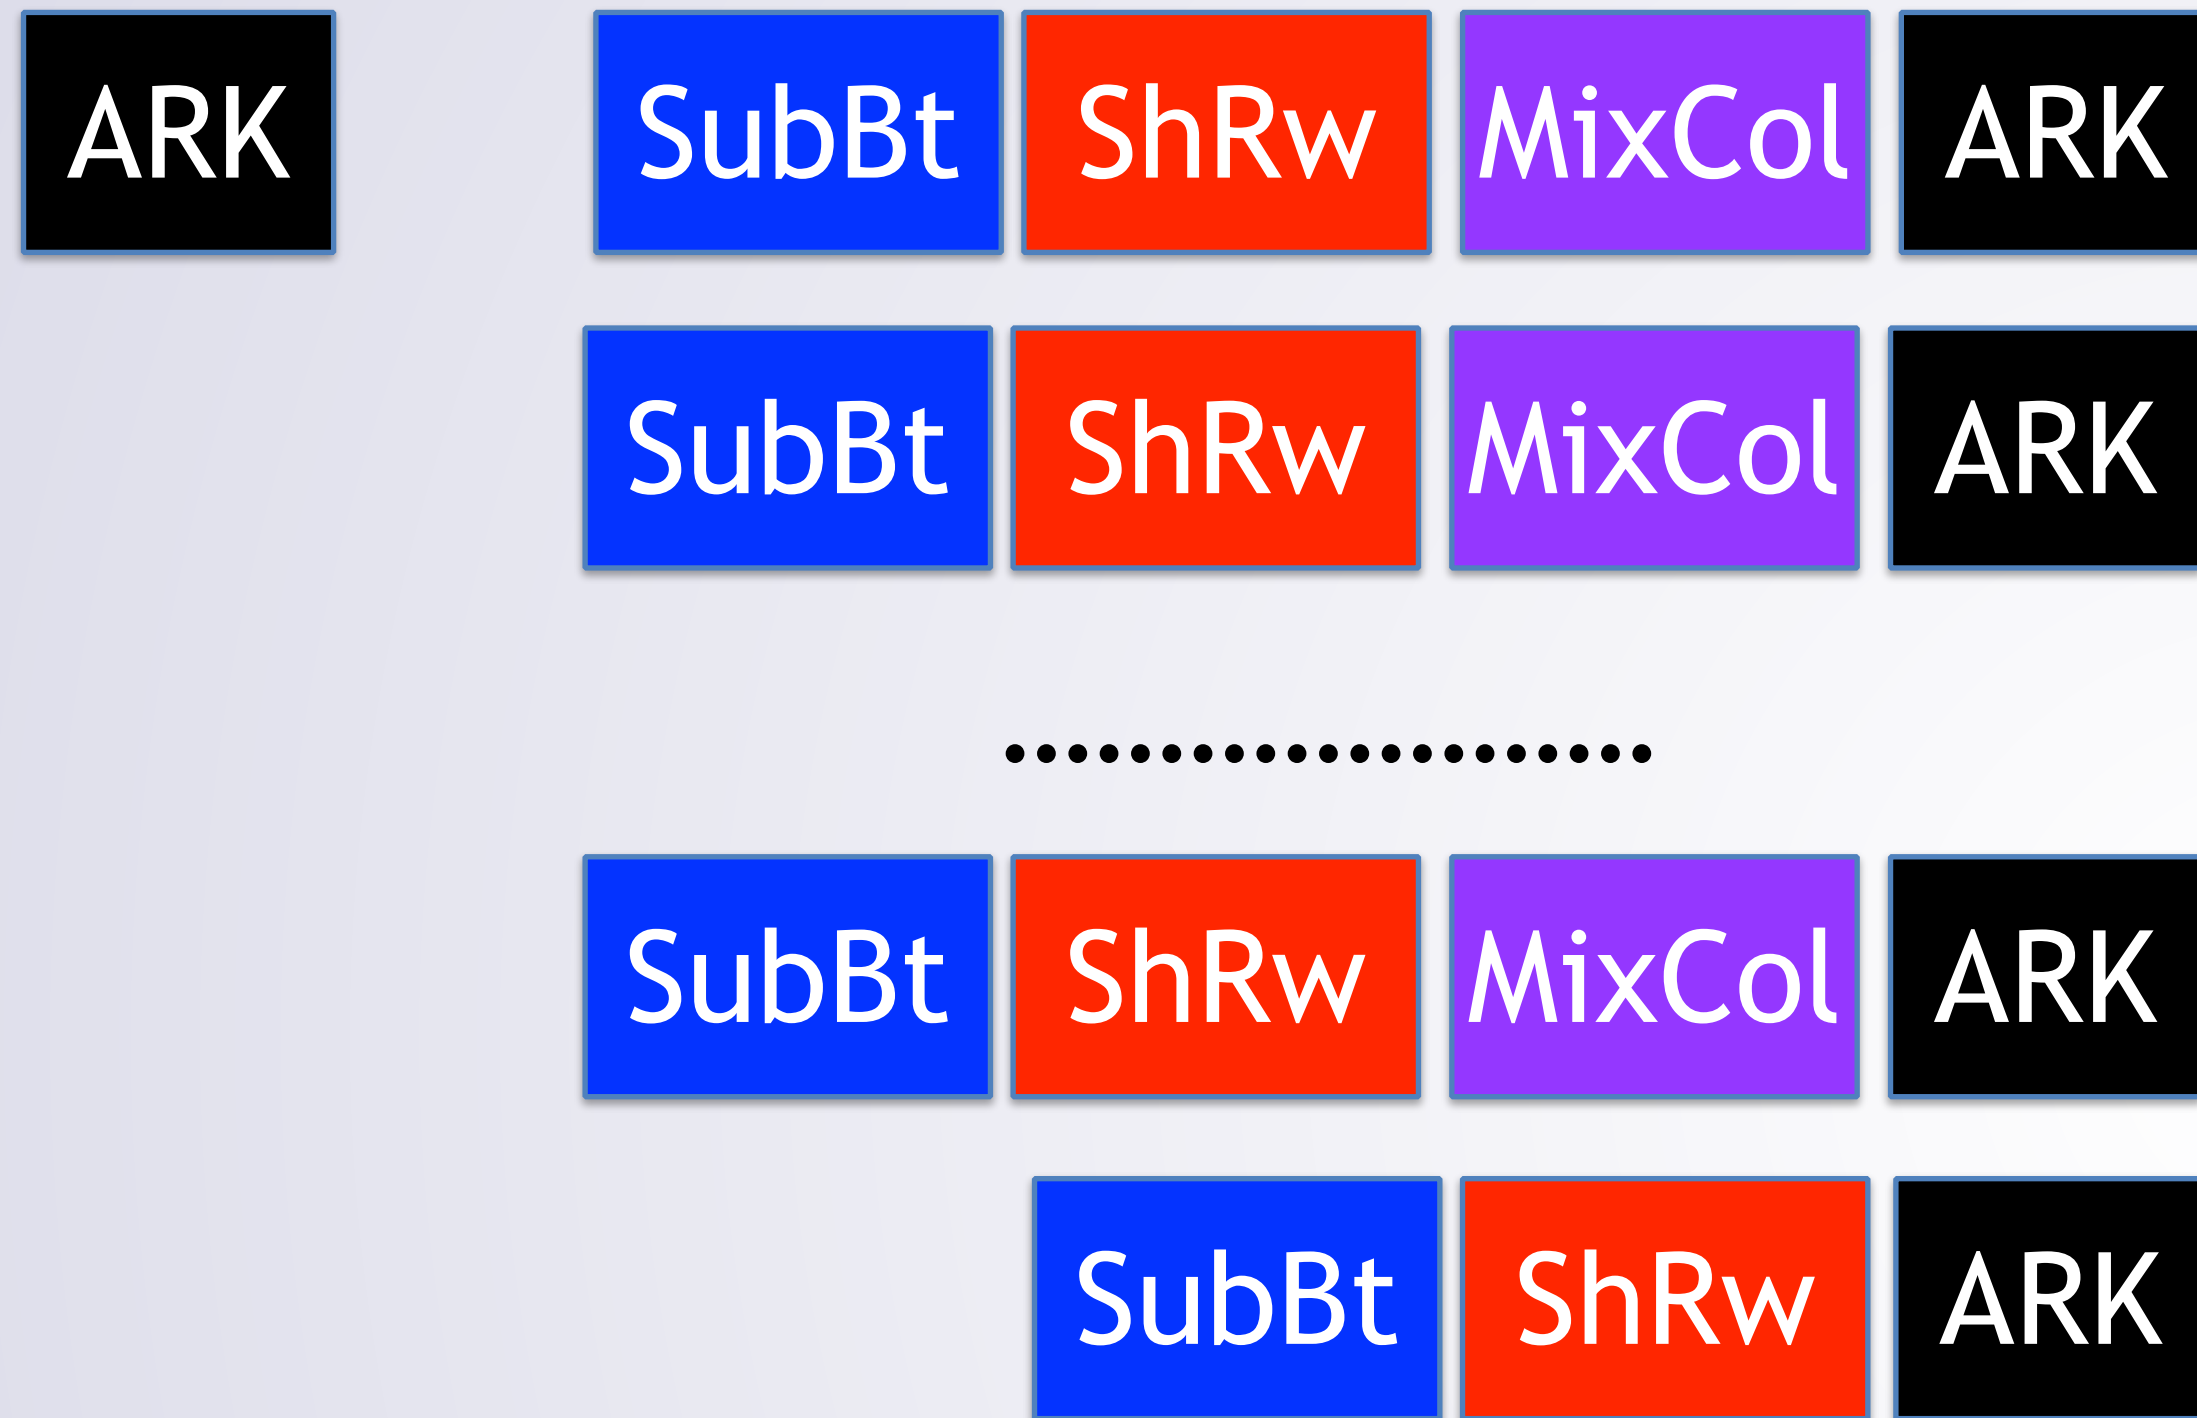 ARK SubBt ShRw MixCol ARK
SubBt ShRw MixCol ARK
....................
SubBt ShRw MixCol ARK
SubBt ShRw ARK